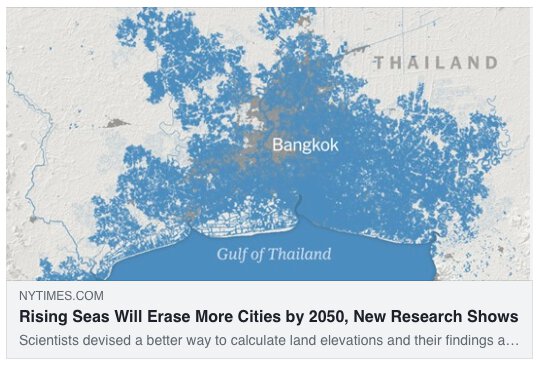 THAILAND
Bangkok
Gulf of Thailand
NYTIMES.COM
Rising Seas Will Erase More Cities by 2050, New Research Shows
Scientists devised a better way to calculate land elevations and their findings a…